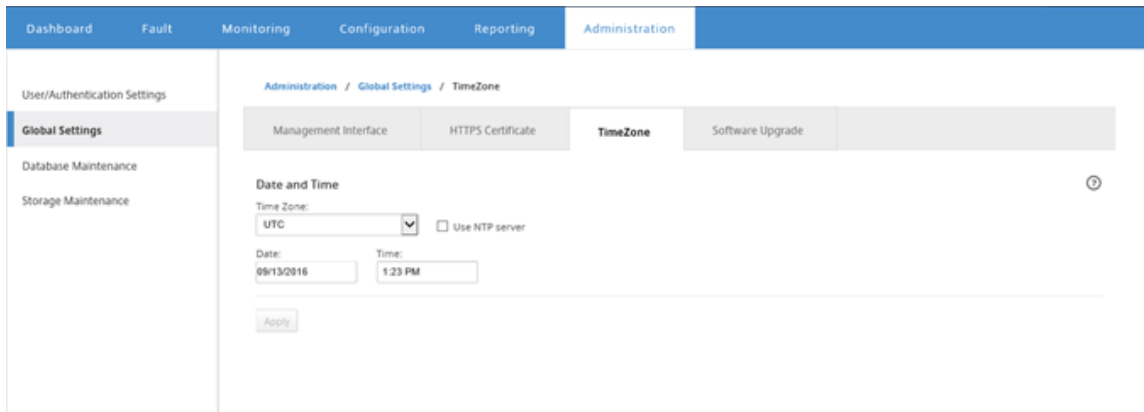 Dashboard Fault Monitoring Configuration Reporting Administration
User/Authentication Settings
Global Settings
Database Maintenance
Storage Maintenance
Administration / Global Settings / TimeZone
Management Interface HTTPS Certificate TimeZone Software Upgrade
Date and Time
?
Time Zone:
UTC
Use NTP server
Date: Time:
09/13/2016 1:23 PM
Apply